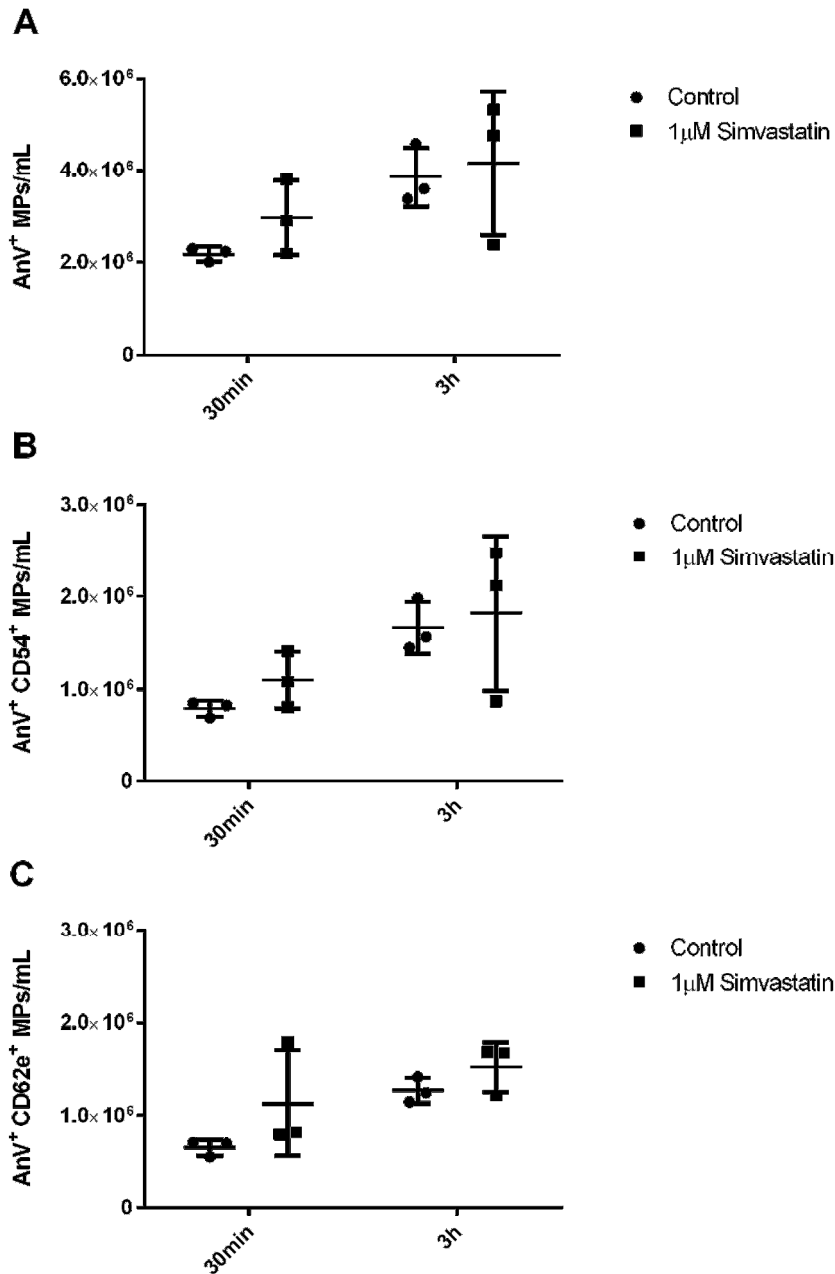 A
6.0× 10⁶
4.0× 10⁶
2.0× 10⁶
0
AnV⁺ MPs/mL
30min
3h
Control
1μM Simvastatin
B
3.0× 10⁶
2.0× 10⁶
1.0× 10⁶
0
AnV⁺ CD54⁺ MPs/mL
30min
3h
Control
1μM Simvastatin
C
3.0× 10⁶
2.0× 10⁶
1.0× 10⁶
0
AnV⁺ CD62e⁺ MPs/mL
30min
3h
Control
1μM Simvastatin